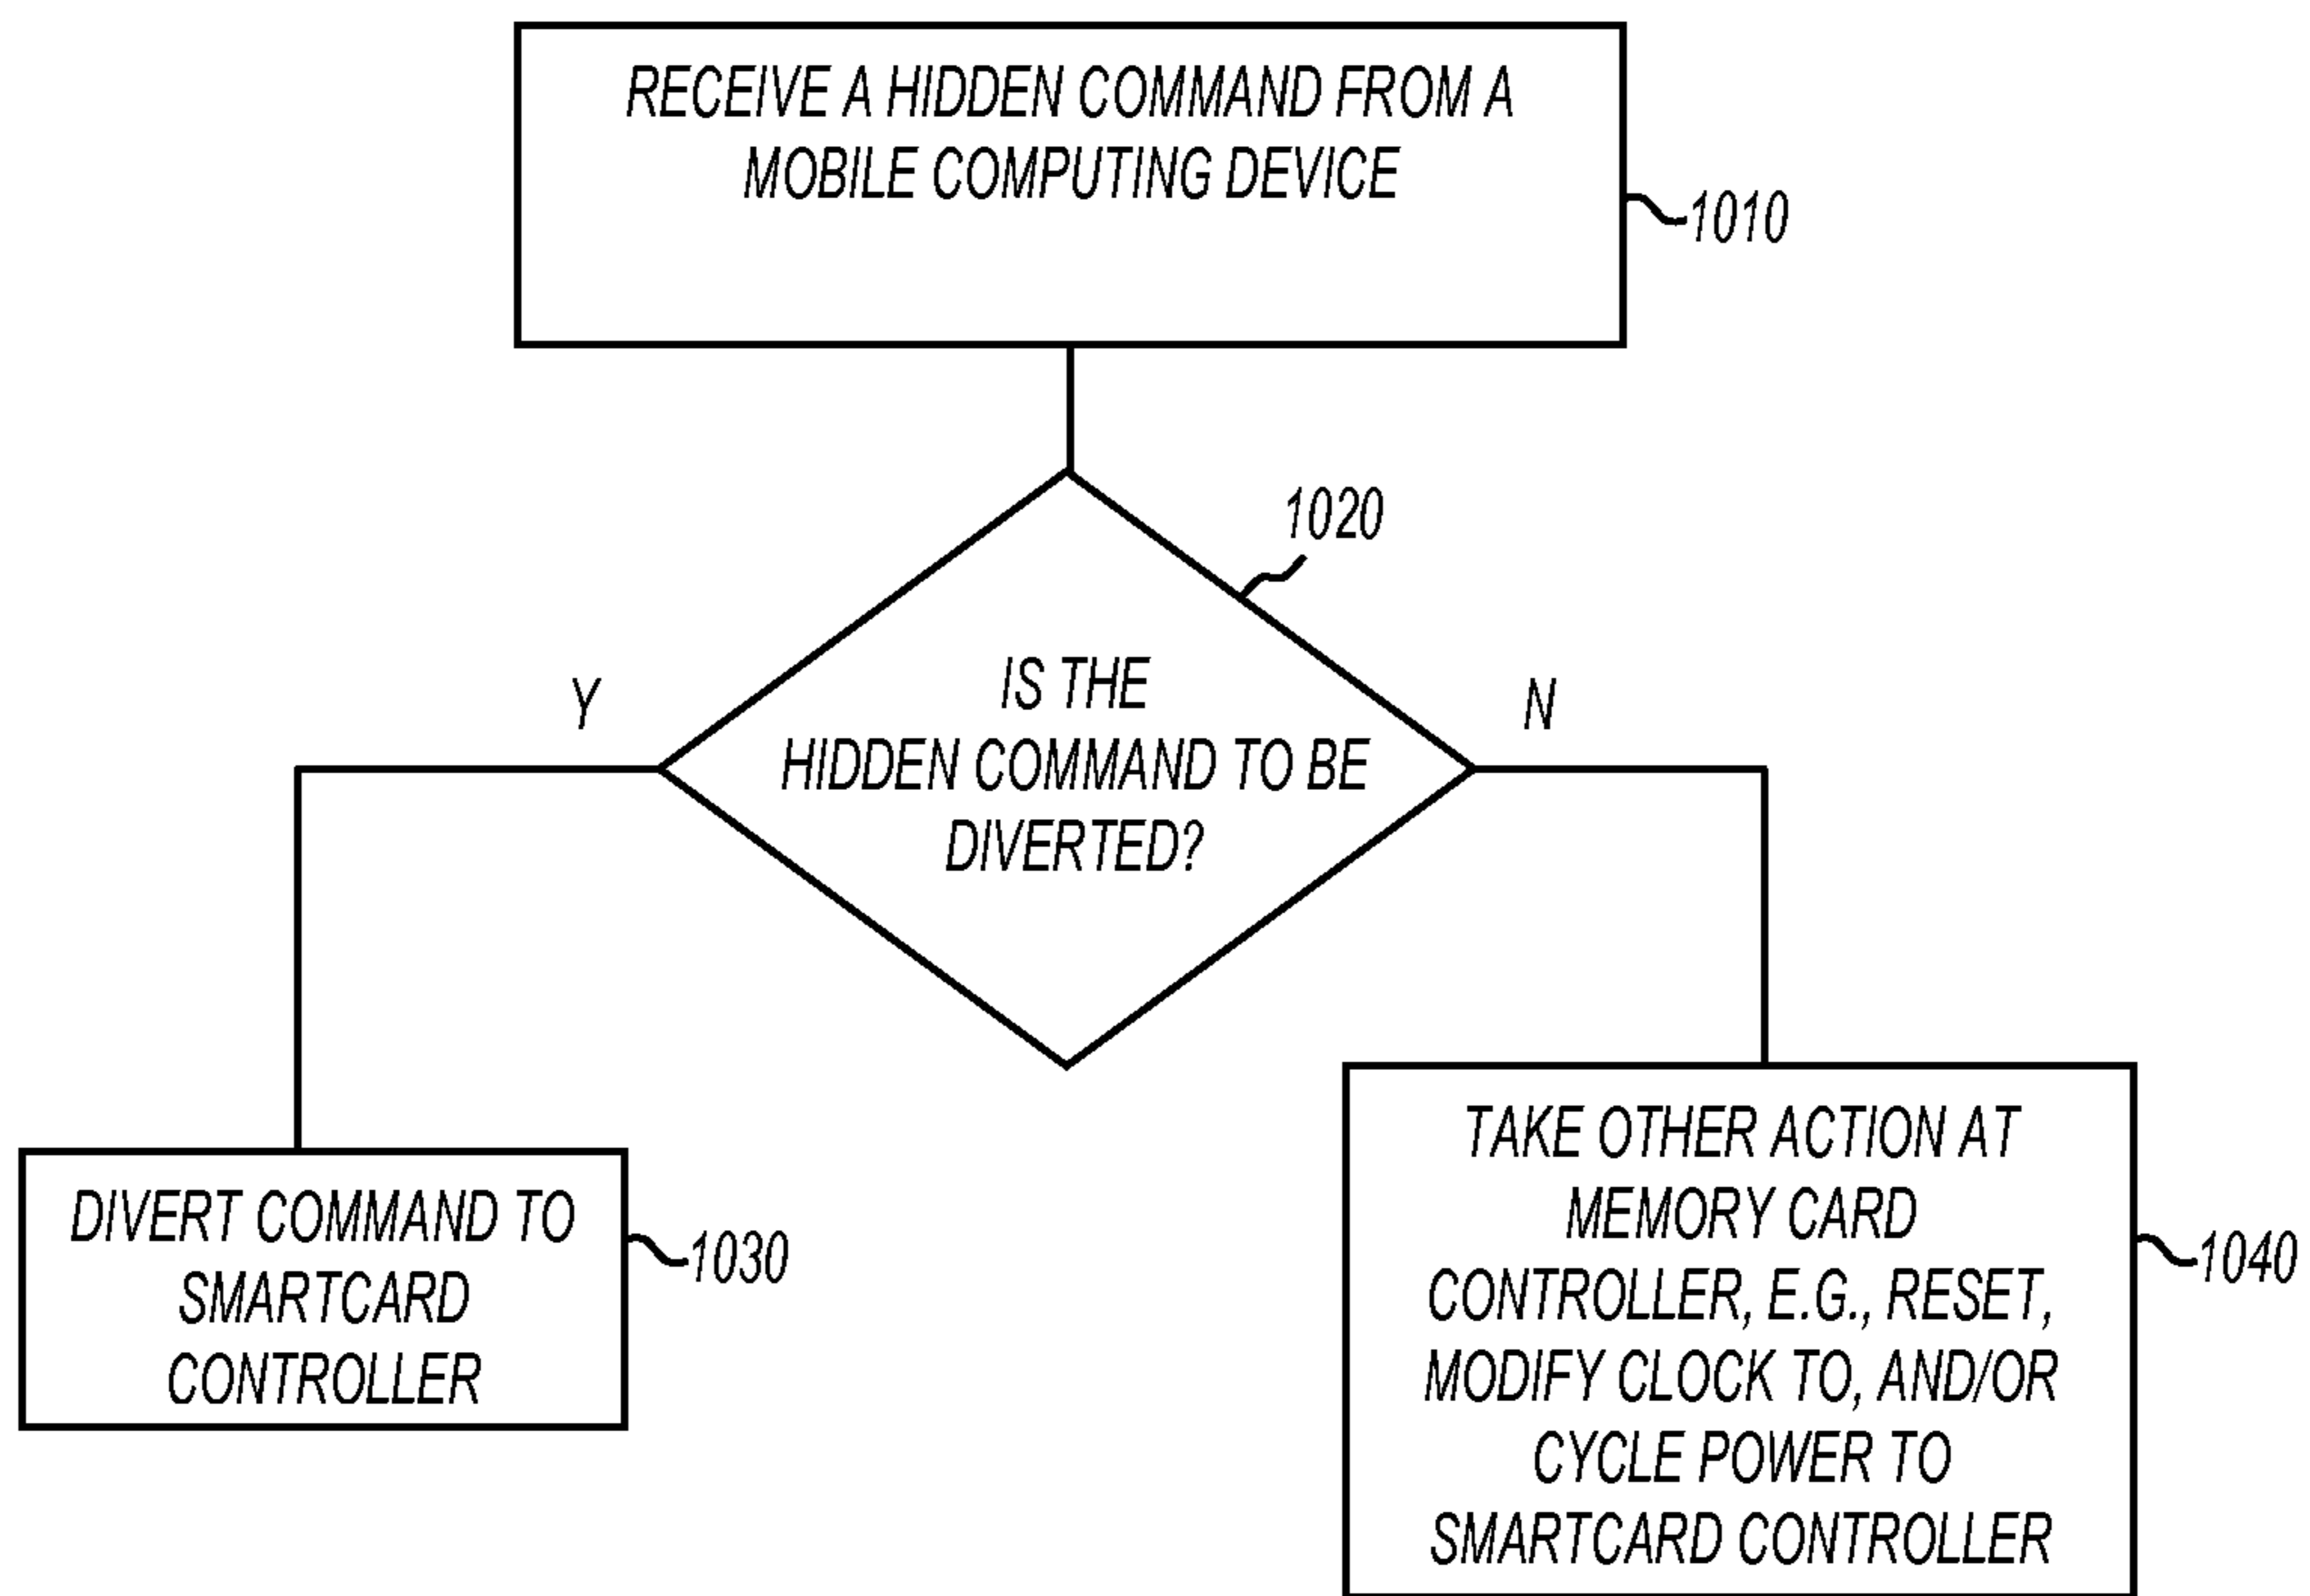 RECEIVE A HIDDEN COMMAND FROM A
MOBILE COMPUTING DEVICE
1010
1020
IS THE
HIDDEN COMMAND TO BE
DIVERTED?
Y
N
DIVERT COMMAND TO
SMARTCARD
CONTROLLER
1030
TAKE OTHER ACTION AT
MEMORY CARD
CONTROLLER, E.G., RESET,
MODIFY CLOCK TO, AND/OR
CYCLE POWER TO
SMARTCARD CONTROLLER
1040